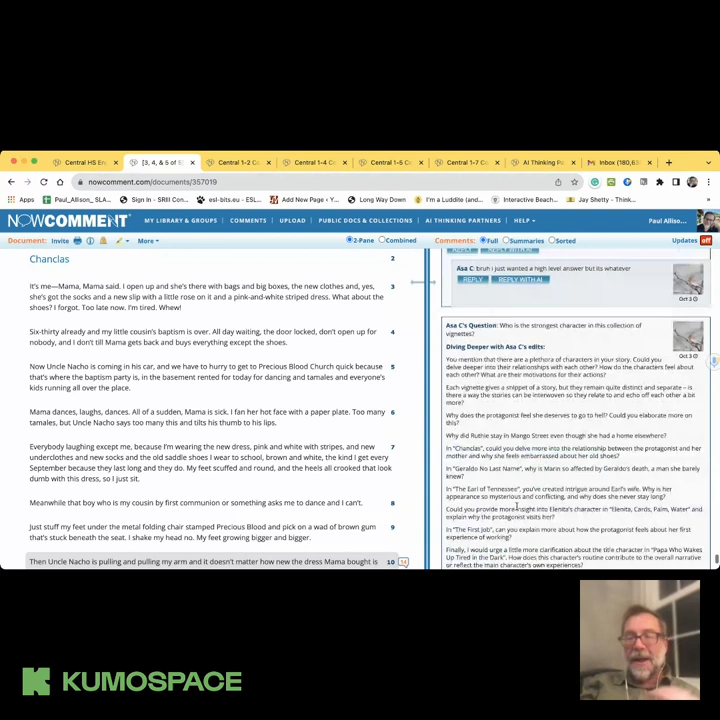 Central HS En
[3, 4, & 5 of 5]
Central 1-2 C
Central 1-4 C
Central 1-5 C
Central 1-7 C
AI Thinking P
Inbox (180,63
nowcomment.com/documents/357019
Apps
Paul_Allison_SLA...
Sign In - SRIII Con...
esl-bits.eu - ESL...
Add New Page ‹ Y...
Long Way Down
I'm a Luddite (and...
Interactive Beach...
Jay Shetty - Think...
NOWCOMMENT
MY LIBRARY & GROUPS
COMMENTS
UPLOAD
PUBLIC DOCS & COLLECTIONS
AI THINKING PARTNERS
HELP
Paul Alliso...
Document: Invite
More
2-Pane
Combined
Comments:
Full
Summaries
Sorted
Updates off
Chanclas 2
It's me—Mama, Mama said. I open up and she's there with bags and big boxes, the new clothes and, yes, 3
she's got the socks and a new slip with a little rose on it and a pink-and-white striped dress. What about the
shoes? I forgot. Too late now. I'm tired. Whew!
Six-thirty already and my little cousin's baptism is over. All day waiting, the door locked, don't open up for 4
nobody, and I don't till Mama gets back and buys everything except the shoes.
Now Uncle Nacho is coming in his car, and we have to hurry to get to Precious Blood Church quick because 5
that's where the baptism party is, in the basement rented for today for dancing and tamales and everyone's
kids running all over the place.
Mama dances, laughs, dances. All of a sudden, Mama is sick. I fan her hot face with a paper plate. Too many 6
tamales, but Uncle Nacho says too many this and tilts his thumb to his lips.
Everybody laughing except me, because I'm wearing the new dress, pink and white with stripes, and new 7
underclothes and new socks and the old saddle shoes I wear to school, brown and white, the kind I get every
September because they last long and they do. My feet scuffed and round, and the heels all crooked that look
dumb with this dress, so I just sit.
Meanwhile that boy who is my cousin by first communion or something asks me to dance and I can't. 8
Just stuff my feet under the metal folding chair stamped Precious Blood and pick on a wad of brown gum 9
that's stuck beneath the seat. I shake my head no. My feet growing bigger and bigger.
Then Uncle Nacho is pulling and pulling my arm and it doesn't matter how new the dress Mama bought is 10
REPLY
REPLY WITH AI
Asa C: bruh i just wanted a high level answer but its whatever
REPLY
REPLY WITH AI
Oct 3
Asa C's Question: Who is the strongest character in this collection of
vignettes?
Oct 3
Diving Deeper with Asa C's edits:
You mention that there are a plethora of characters in your story. Could you
delve deeper into their relationships with each other? How do the characters feel about
each other? What are their motivations for their actions?
Each vignette gives a snippet of a story, but they remain quite distinct and separate – is
there a way the stories can be interwoven so they relate to and echo off each other a bit
more?
Why does the protagonist feel she deserves to go to hell? Could you elaborate more on
this?
Why did Ruthie stay in Mango Street even though she had a home elsewhere?
In "Chanclas", could you delve more into the relationship between the protagonist and her
mother and why she feels embarrassed about her old shoes?
In "Geraldo No Last Name", why is Marin so affected by Geraldo's death, a man she barely
knew?
In "The Earl of Tennessee", you've created intrigue around Earl's wife. Why is her
appearance so mysterious and conflicting, and why does she never stay long?
Could you provide more insight into Elenita's character in "Elenita, Cards, Palm, Water" and
explain why the protagonist visits her?
In "The First Job", can you explain more about how the protagonist feels about her first
experience of working?
Finally, I would urge a little more clarification about the title character in "Papa Who Wakes
Up Tired in the Dark". How does this character's routine contribute to the overall narrative
or reflect the main character's own experiences?
KUMOSPACE